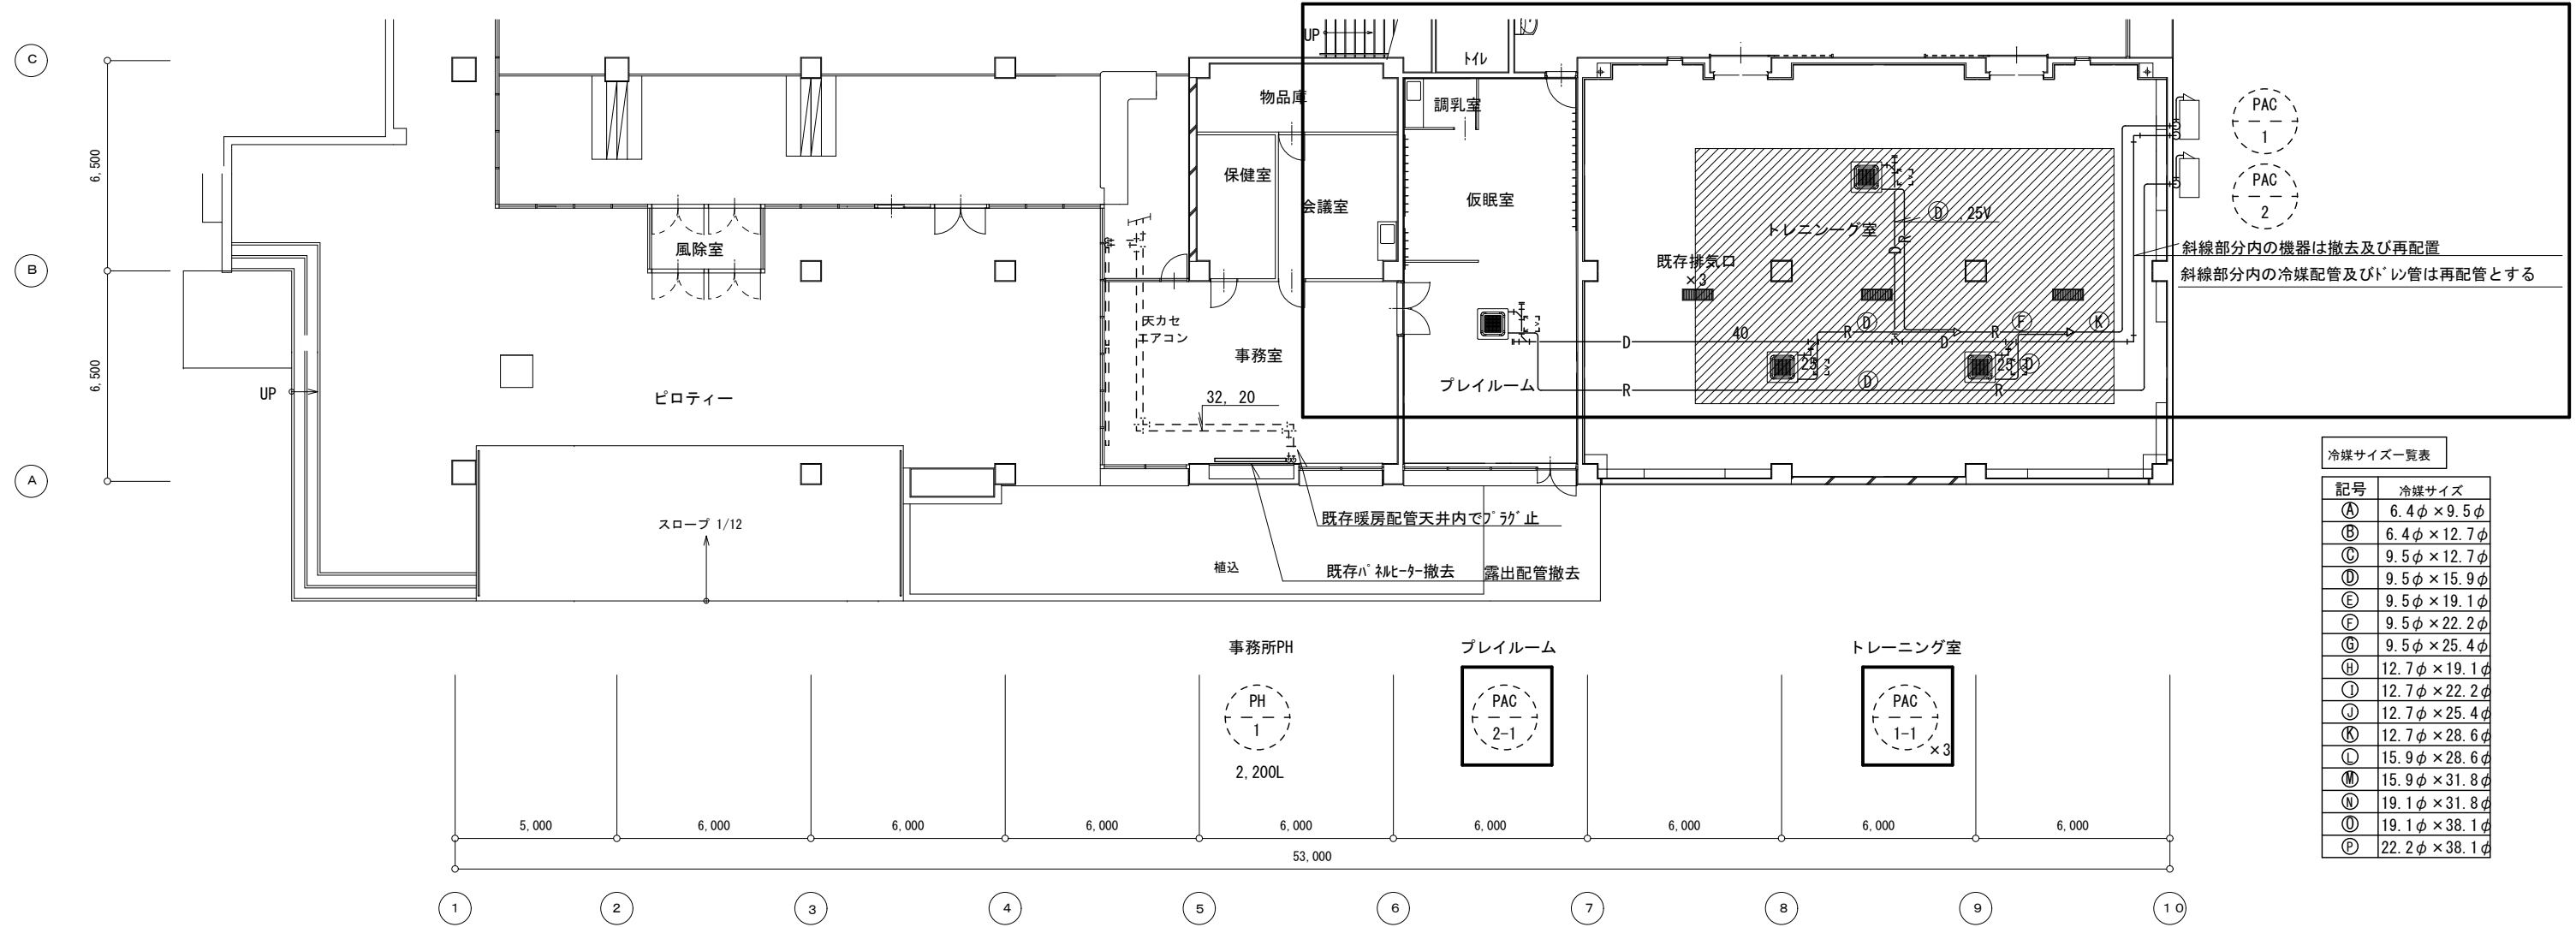 C
6,500
B
6,500
A
UP
トイレ
物品庫
調乳室
保健室
会議室
仮眠室
風除室
天カセ
エアコン
事務室
プレイルーム
ピロティー
UP
32, 20
スロープ 1/12
植込
既存暖房配管天井内でﾌﾟﾗｸﾞ止
既存ﾊﾟﾈﾙﾋｰﾀｰ撤去
露出配管撤去
トレニーング室
既存排気口
×3
D ,25V
D
R
40
R
D
R
F
K
D
D
25
25
D
D
R
R
PAC
1
PAC
2
斜線部分内の機器は撤去及び再配置
斜線部分内の冷媒配管及びﾄﾞﾚﾝ管は再配管とする
冷媒サイズ一覧表
記号 冷媒サイズ
Ⓐ 6.4φ×9.5φ
Ⓑ 6.4φ×12.7φ
Ⓒ 9.5φ×12.7φ
Ⓓ 9.5φ×15.9φ
Ⓔ 9.5φ×19.1φ
Ⓕ 9.5φ×22.2φ
Ⓖ 9.5φ×25.4φ
Ⓗ 12.7φ×19.1φ
Ⓘ 12.7φ×22.2φ
Ⓙ 12.7φ×25.4φ
Ⓚ 12.7φ×28.6φ
Ⓛ 15.9φ×28.6φ
Ⓜ 15.9φ×31.8φ
Ⓝ 19.1φ×31.8φ
Ⓞ 19.1φ×38.1φ
Ⓟ 22.2φ×38.1φ
事務所PH
PH
1
2,200L
プレイルーム
PAC
2-1
トレーニング室
PAC
1-1
×3
5,000 6,000 6,000 6,000 6,000 6,000 6,000 6,000 6,000
53,000
1 2 3 4 5 6 7 8 9 10